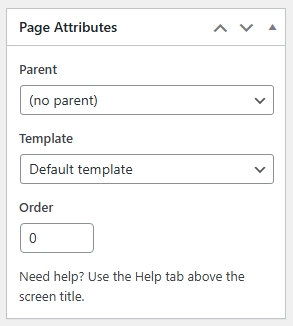 Page Attributes
Parent
(no parent)
Template
Default template
Order
0
Need help? Use the Help tab above the
screen title.